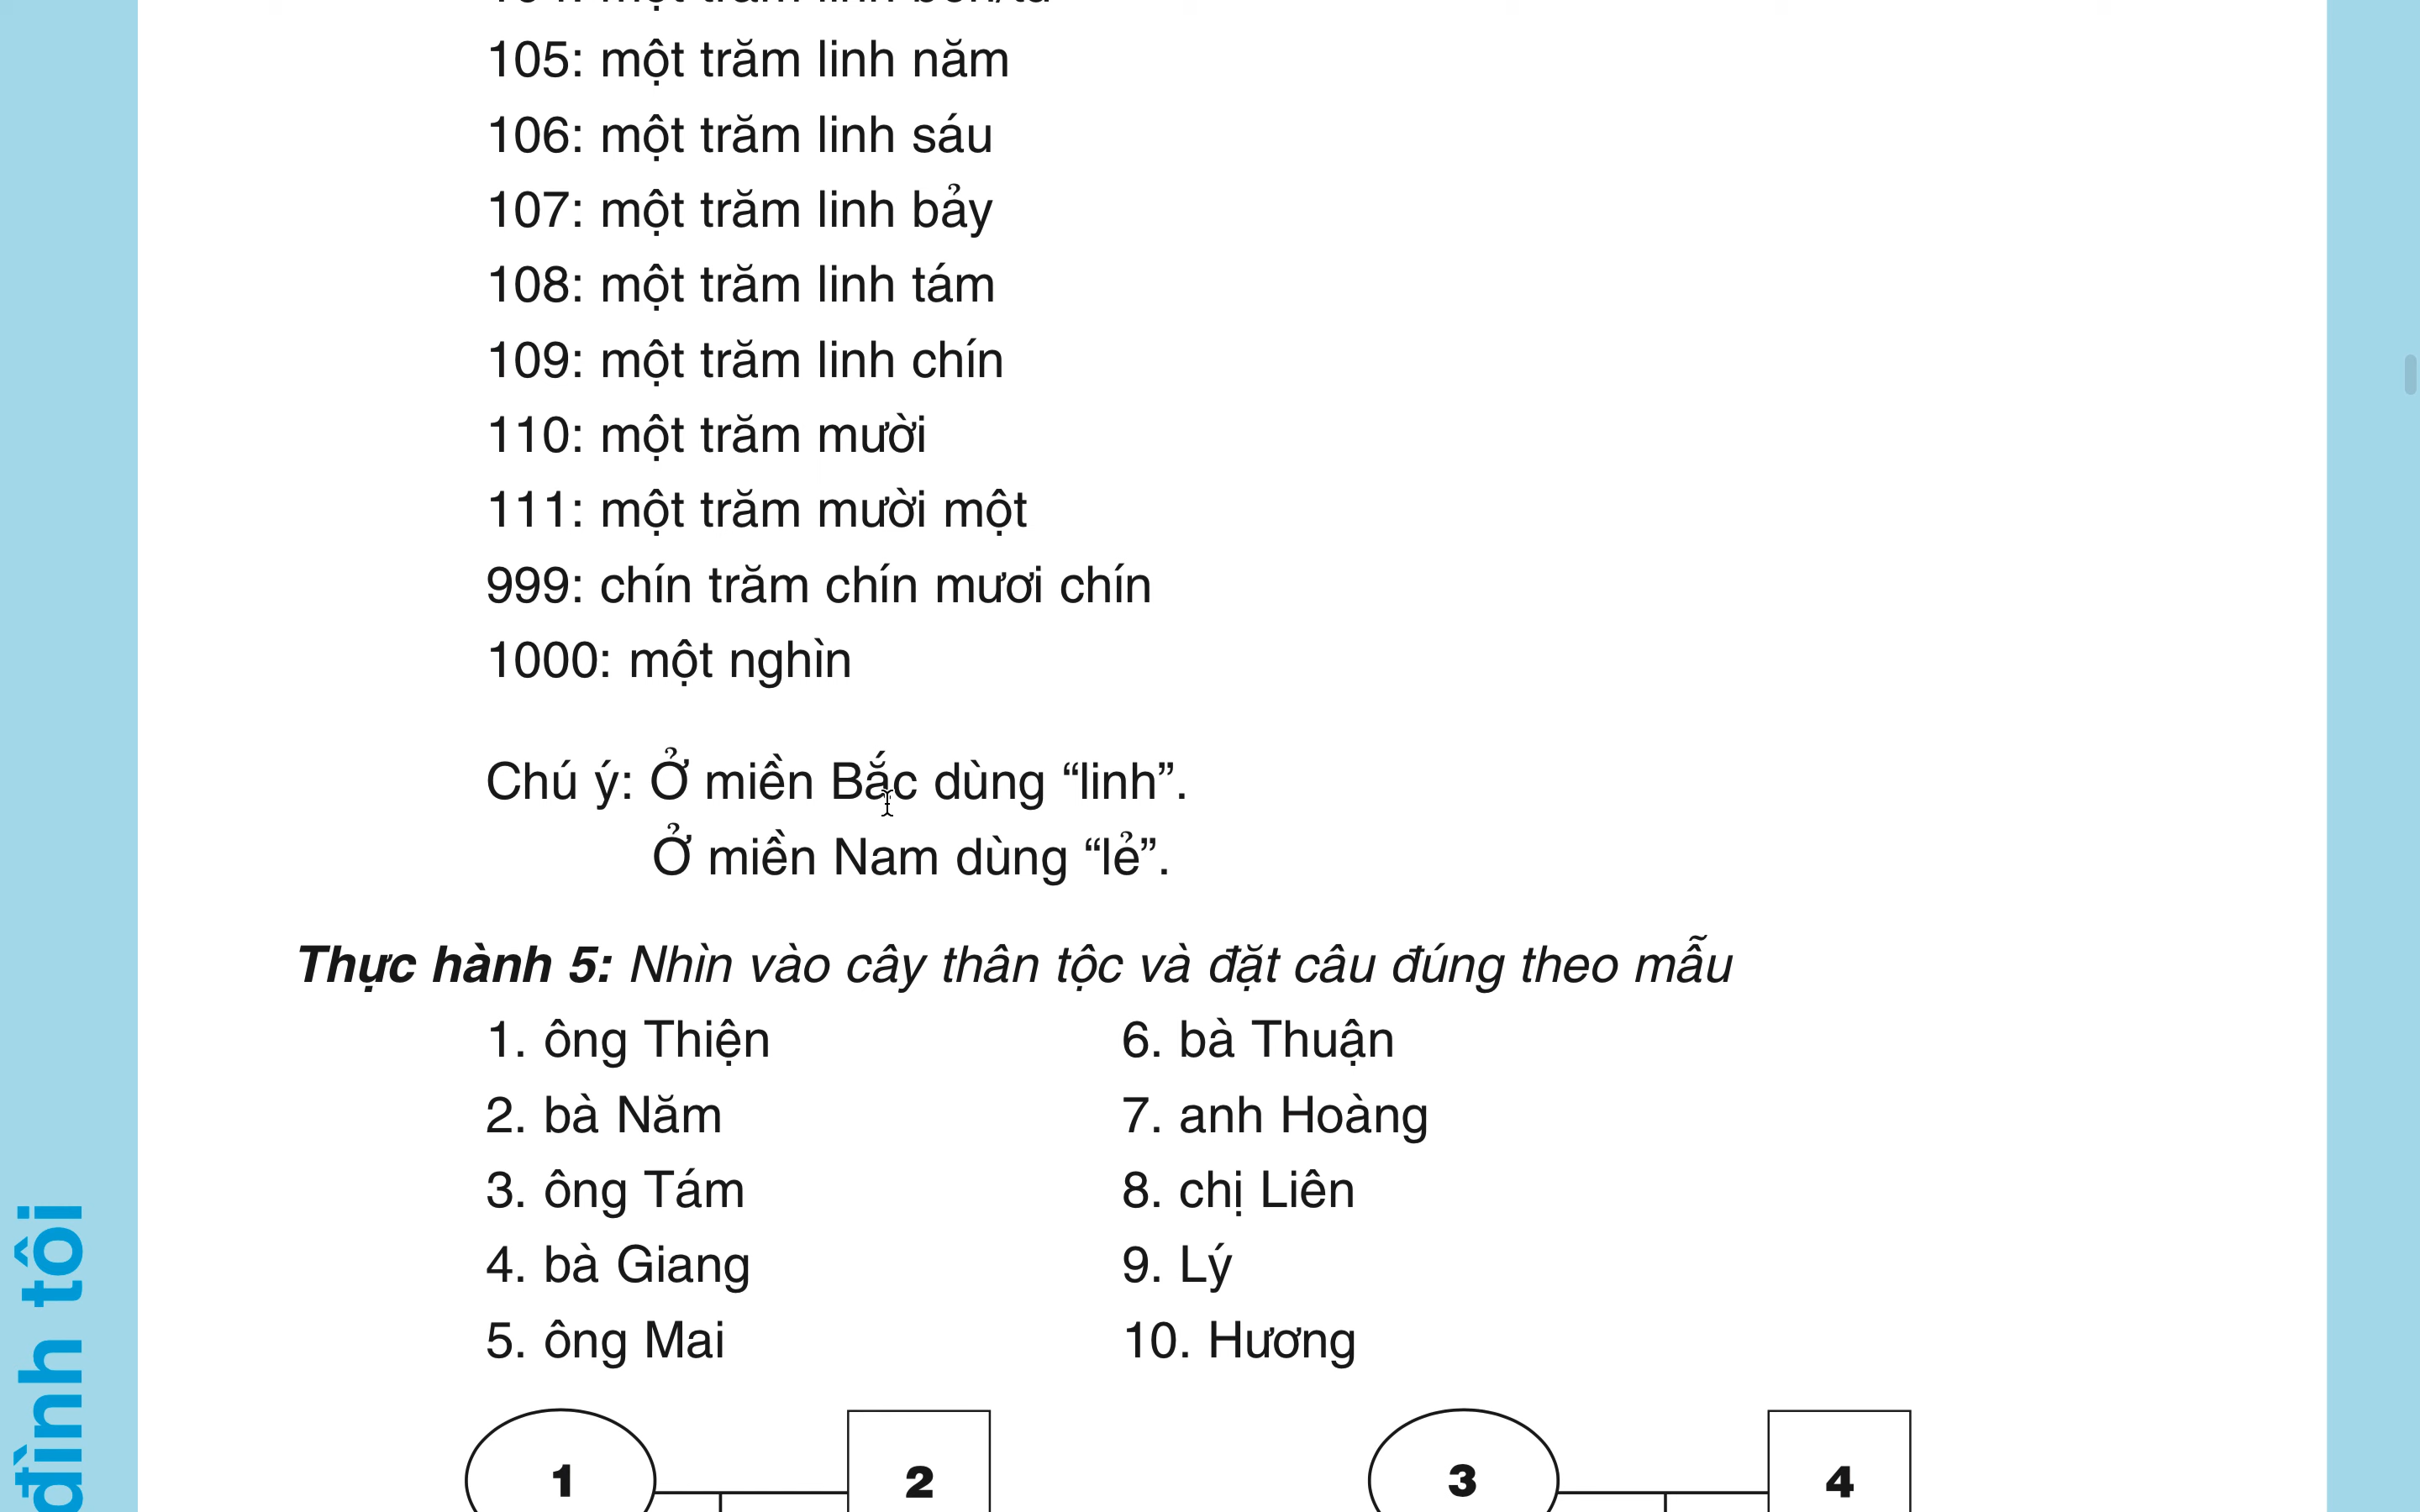 105: một trăm linh năm
106: một trăm linh sáu
107: một trăm linh bảy
108: một trăm linh tám
109: một trăm linh chín
110: một trăm mười
111: một trăm mười một
999: chín trăm chín mươi chín
1000: một nghìn
Chú ý: Ở miền Bắc dùng “linh”.
Ở miền Nam dùng “lẻ”.
Thực hành 5: Nhìn vào cây thân tộc và đặt câu đúng theo mẫu
1. ông Thiện
2. bà Năm
3. ông Tám
4. bà Giang
5. ông Mai
6. bà Thuận
7. anh Hoàng
8. chị Liên
9. Lý
10. Hương
1
2
3
4
đình tôi